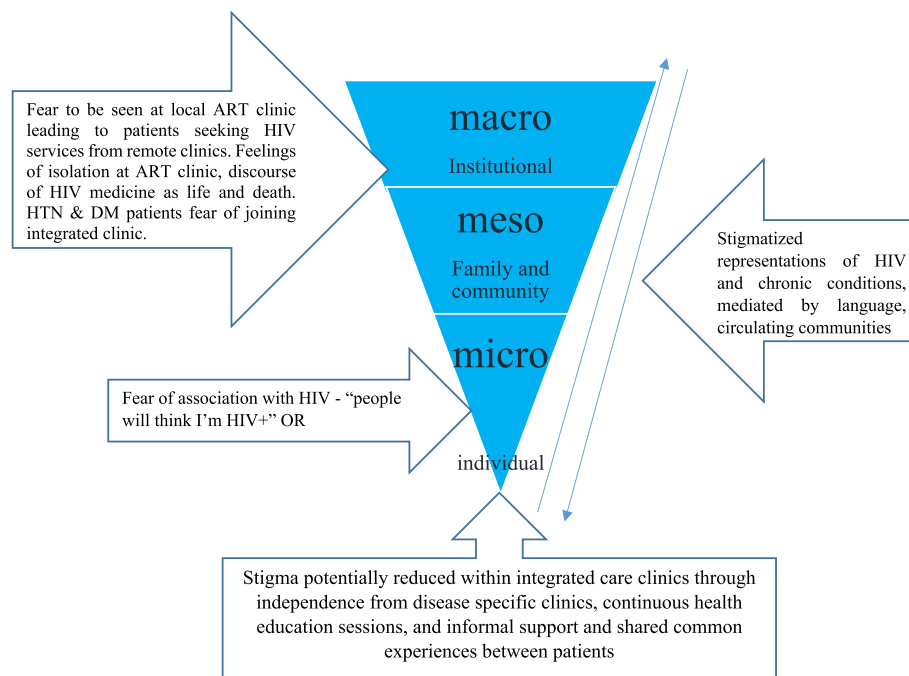 Fear to be seen at local ART clinic
leading to patients seeking HIV
services from remote clinics. Feelings
of isolation at ART clinic, discourse
of HIV medicine as life and death.
HTN & DM patients fear of joining
integrated clinic.
macro
Institutional
meso
Family and
community
micro
individual
Stigmatized
representations of HIV
and chronic conditions,
mediated by language,
circulating communities
Fear of association with HIV - “people
will think I’m HIV+” OR
Stigma potentially reduced within integrated care clinics through
independence from disease specific clinics, continuous health
education sessions, and informal support and shared common
experiences between patients